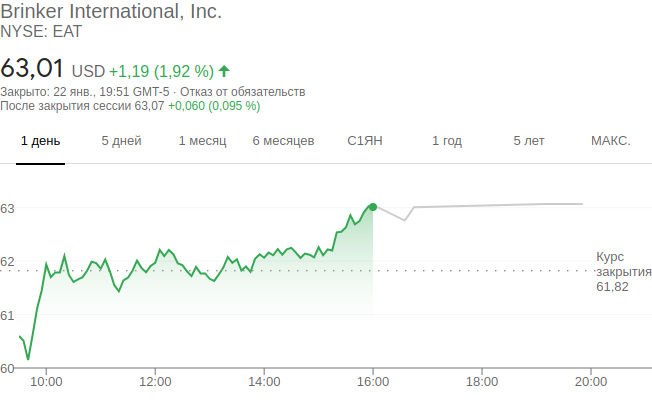 Brinker International, Inc.
NYSE: EAT
63,01 USD +1,19 (1,92 %)
Закрыто: 22 янв., 19:51 GMT-5 · Отказ от обязательств
После закрытия сессии 63,07 +0,060 (0,095 %)
1 день 5 дней 1 месяц 6 месяцев С1ЯН 1 год 5 лет МАКС.
63
62
61
60
Курс
закрытия
61,82
10:00 12:00 14:00 16:00 18:00 20:00